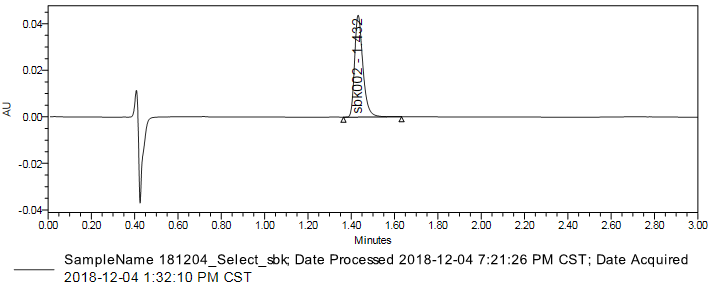 0.04
0.02
0.00
-0.02
-0.04
AU
sbk002 - 1.432
0.00 0.20 0.40 0.60 0.80 1.00 1.20 1.40 1.60 1.80 2.00 2.20 2.40 2.60 2.80 3.00
Minutes
SampleName 181204_Select_sbk; Date Processed 2018-12-04 7:21:26 PM CST; Date Acquired
2018-12-04 1:32:10 PM CST